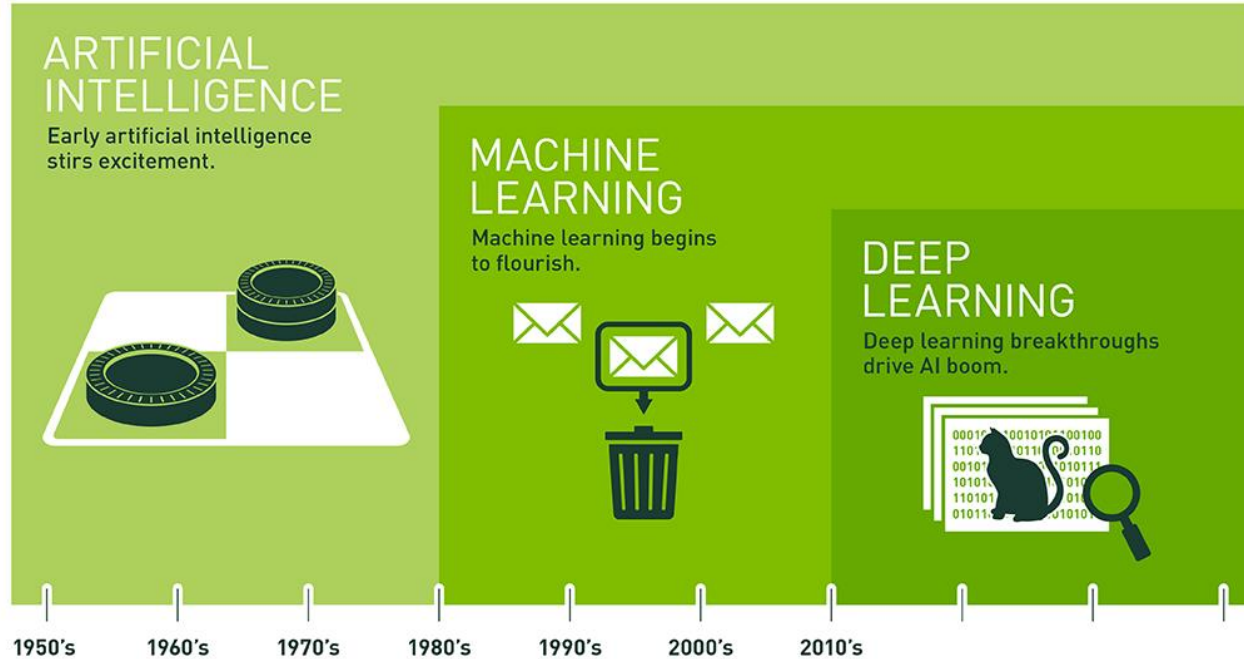 ARTIFICIAL
INTELLIGENCE
Early artificial intelligence
stirs excitement.
MACHINE
LEARNING
Machine learning begins
to flourish.
DEEP
LEARNING
Deep learning breakthroughs
drive AI boom.
1950's
1960's
1970's
1980's
1990's
2000's
2010's